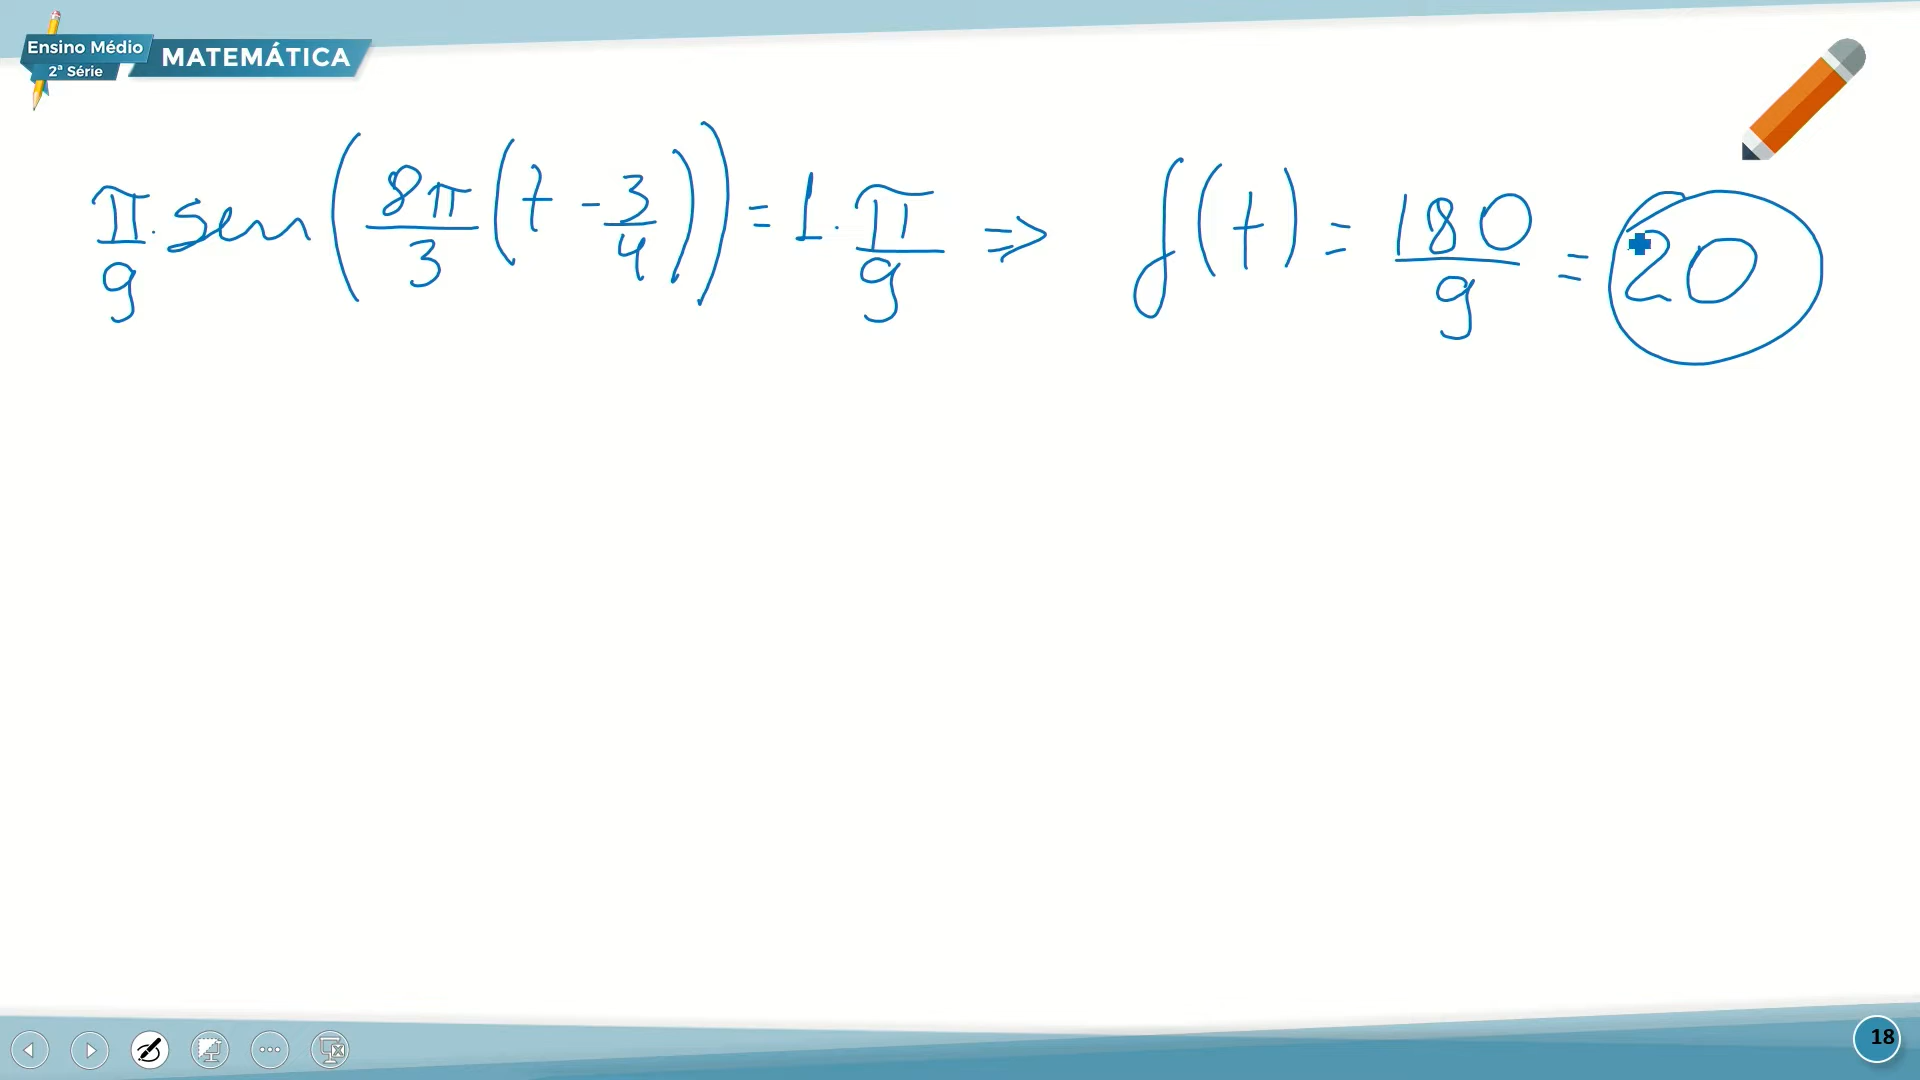 Ensino Médio
2ª Série
MATEMÁTICA
π/9 . sen(8π/3 (t - 3/4)) = 1 . π/9 => f(t) = 180/9 = 20
18